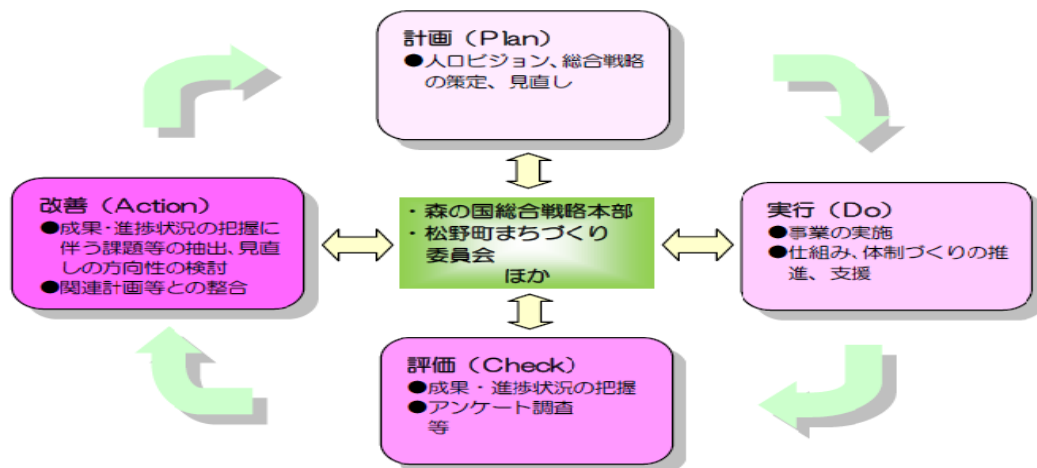 計画（Plan）
●人口ビジョン、総合戦略
の策定、見直し
改善（Action）
●成果・進捗状況の把握に
伴う課題等の抽出、見直
しの方向性の検討
●関連計画等との整合
・森の国総合戦略本部
・松野町まちづくり
委員会
ほか
実行（Do）
●事業の実施
●仕組み、体制づくりの推
進、支援
評価（Check）
●成果・進捗状況の把握
●アンケート調査
等